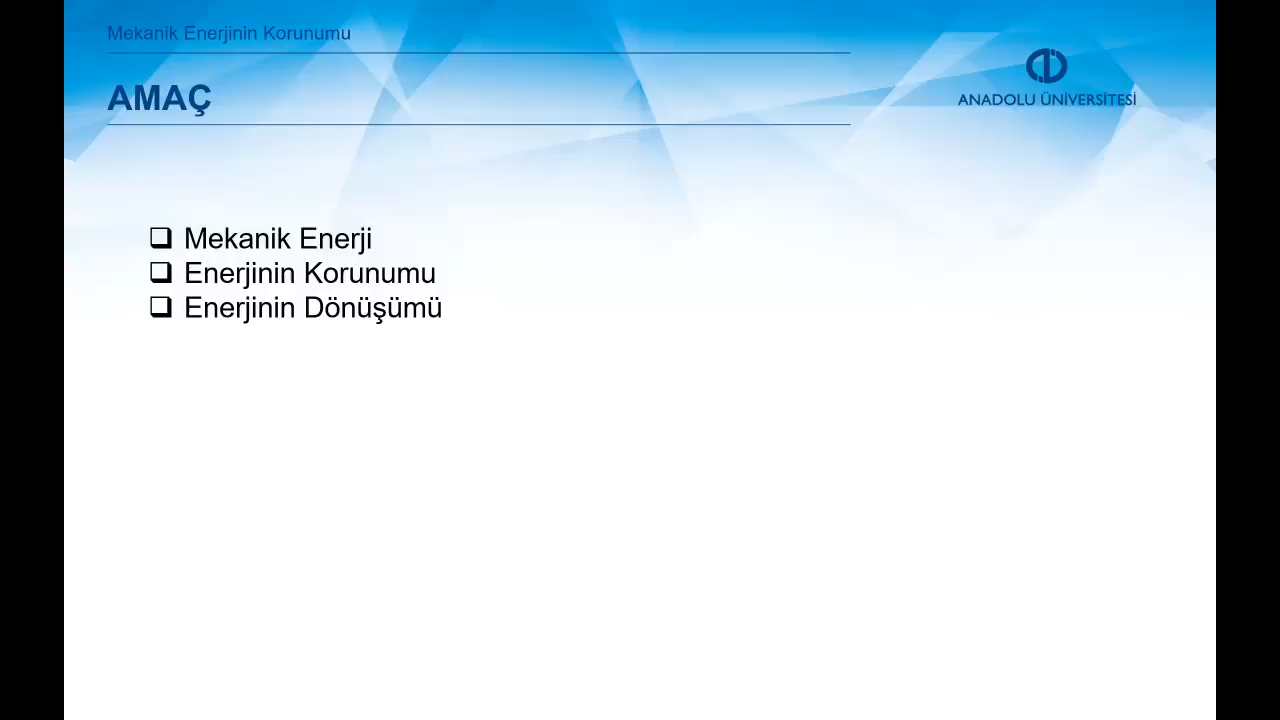 Mekanik Enerjinin Korunumu
AMAÇ
ANADOLU ÜNİVERSİTESİ
Mekanik Enerji
Enerjinin Korunumu
Enerjinin Dönüşümü